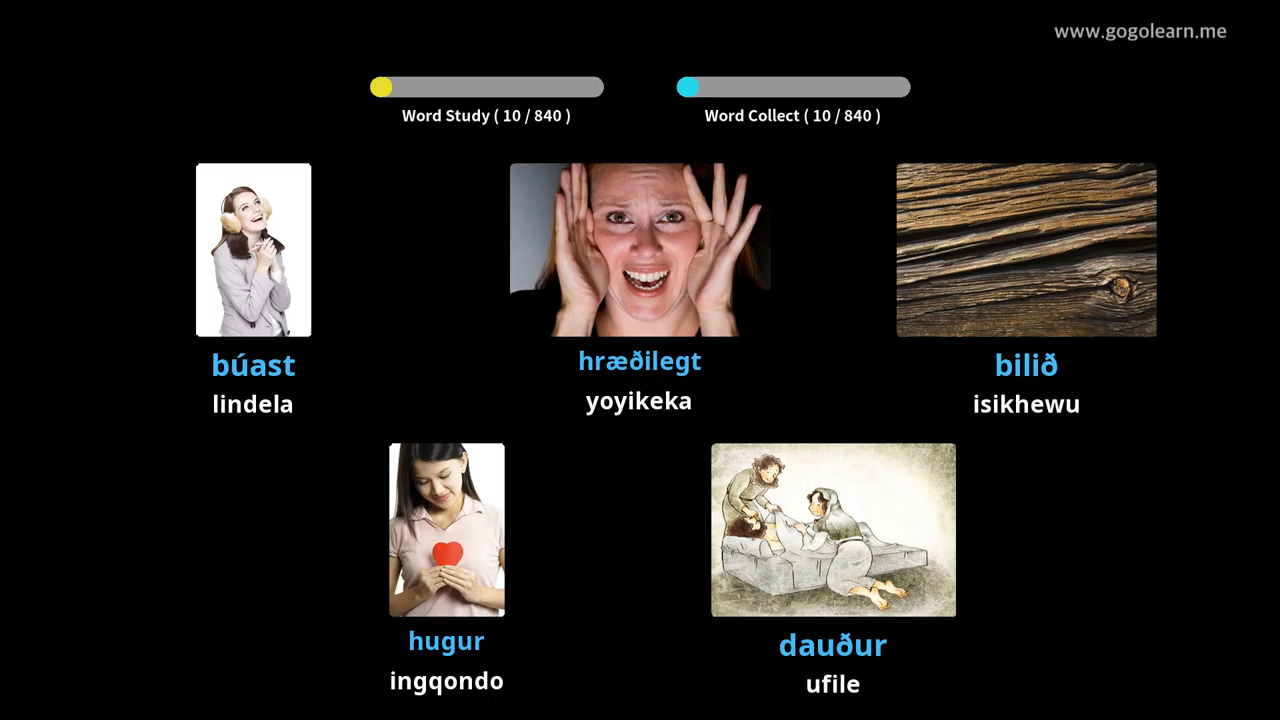 www.gogolearn.me
Word Study ( 10 / 840 )
Word Collect ( 10 / 840 )
búast
lindela
hræðilegt
yoyikeka
bilið
isikhewu
hugur
ingqondo
dauður
ufile